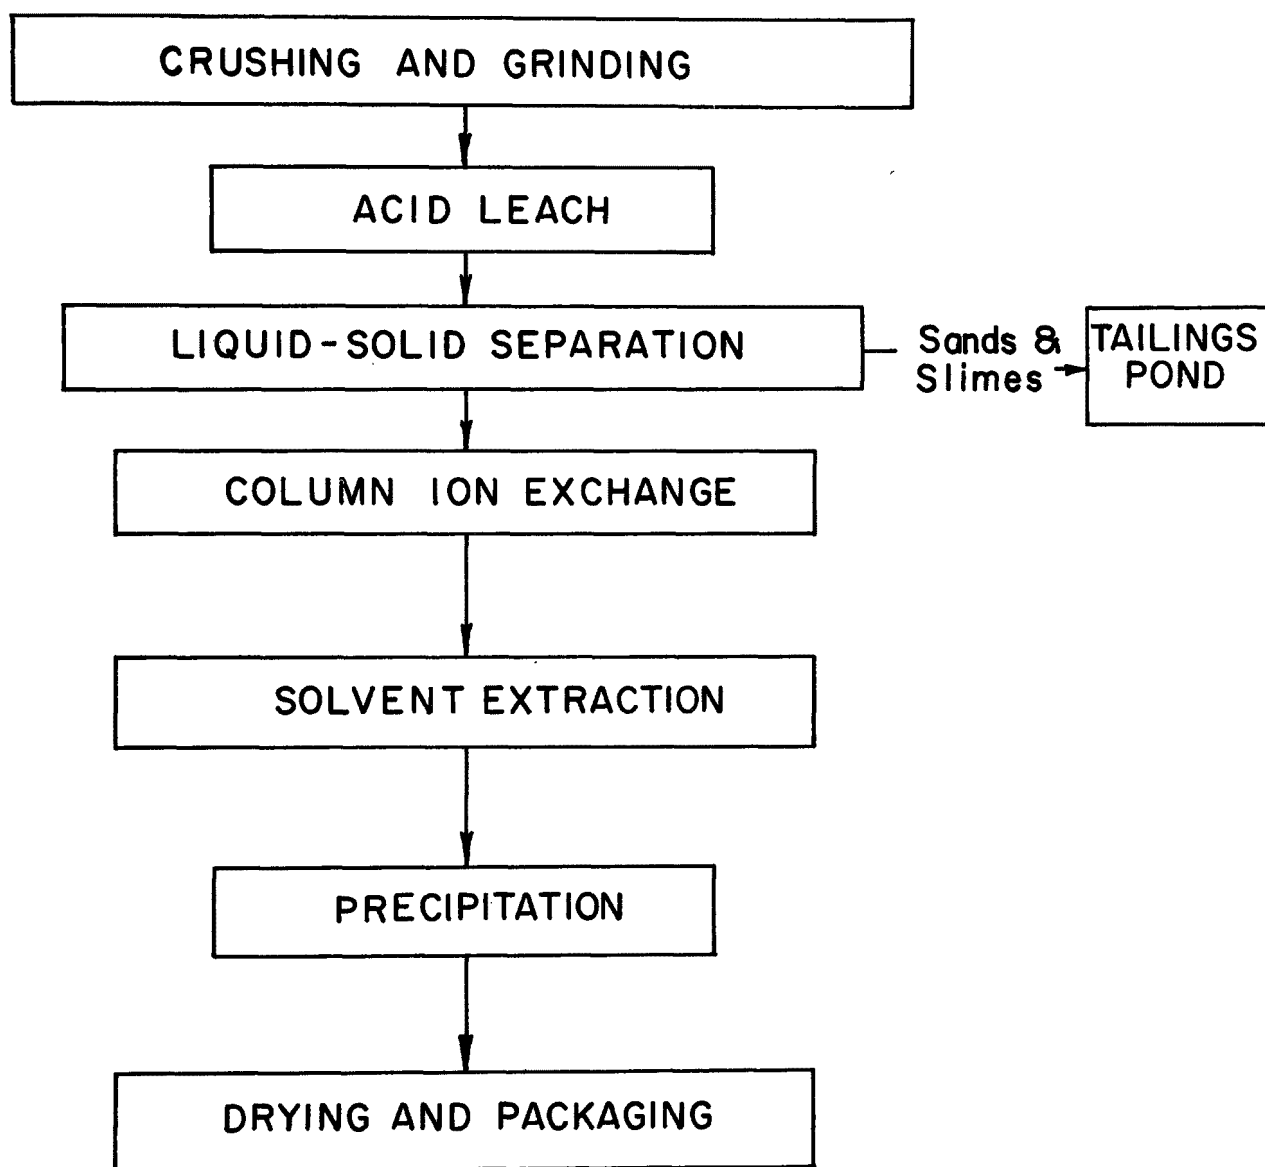 CRUSHING AND GRINDING
ACID LEACH
LIQUID-SOLID SEPARATION
Sands &
Slimes
TAILINGS
POND
COLUMN ION EXCHANGE
SOLVENT EXTRACTION
PRECIPITATION
DRYING AND PACKAGING